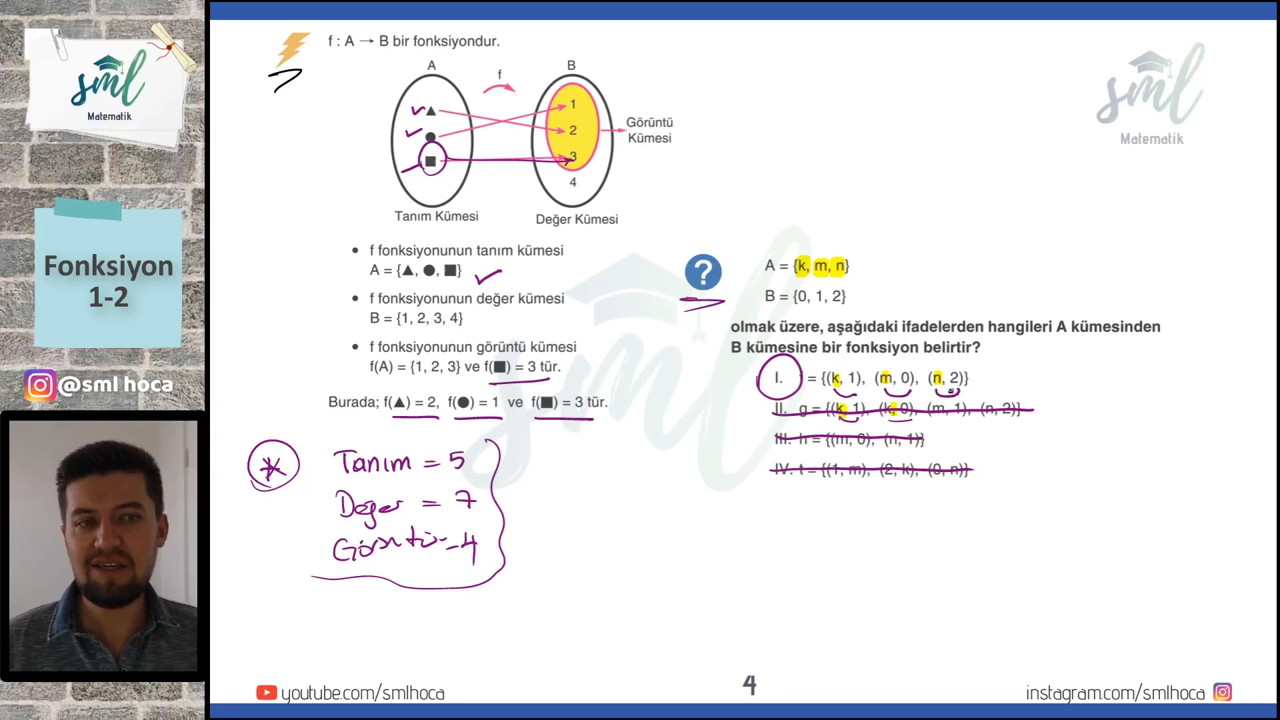 sml
Matematik
Fonksiyon
1-2
@sml hoca
f : A → B bir fonksiyondur.
A
f
B
1
2
3
4
Görüntü
Kümesi
Tanım Kümesi
Değer Kümesi
• f fonksiyonunun tanım kümesi
A = {▲, ●, ■}
• f fonksiyonunun değer kümesi
B = {1, 2, 3, 4}
• f fonksiyonunun görüntü kümesi
f(A) = {1, 2, 3} ve f(■) = 3 tür.
Burada; f(▲) = 2, f(●) = 1 ve f(■) = 3 tür.
Tanım = 5
Değer = 7
Görüntü = 4
sml
Matematik
sml
?
A = {k, m, n}
B = {0, 1, 2}
olmak üzere, aşağıdaki ifadelerden hangileri A kümesinden
B kümesine bir fonksiyon belirtir?
I. = {(k, 1), (m, 0), (n, 2)}
II. g = {(k, 1), (k, 0), (m, 1), (n, 2)}
III. h = {(m, 0), (n, 1)}
IV. t = {(1, m), (2, k), (0, n)}
youtube.com/smlhoca
4
instagram.com/smlhoca